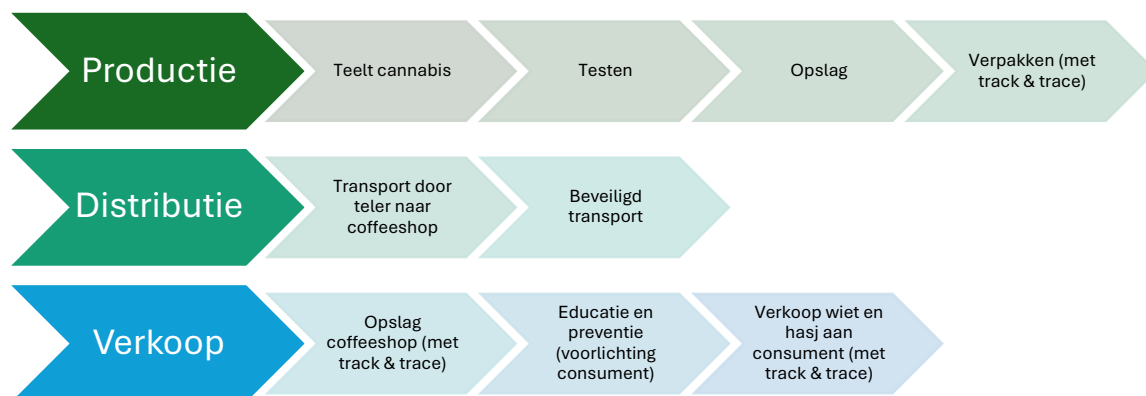 Productie
Teelt cannabis
Testen
Opslag
Verpakken (met
track & trace)
Distributie
Transport door
teler naar
coffeeshop
Beveiligd
transport
Verkoop
Opslag
coffeeshop (met
track & trace)
Educatie en
preventie
(voorlichting
consument)
Verkoop wiet en
hasj aan
consument (met
track & trace)